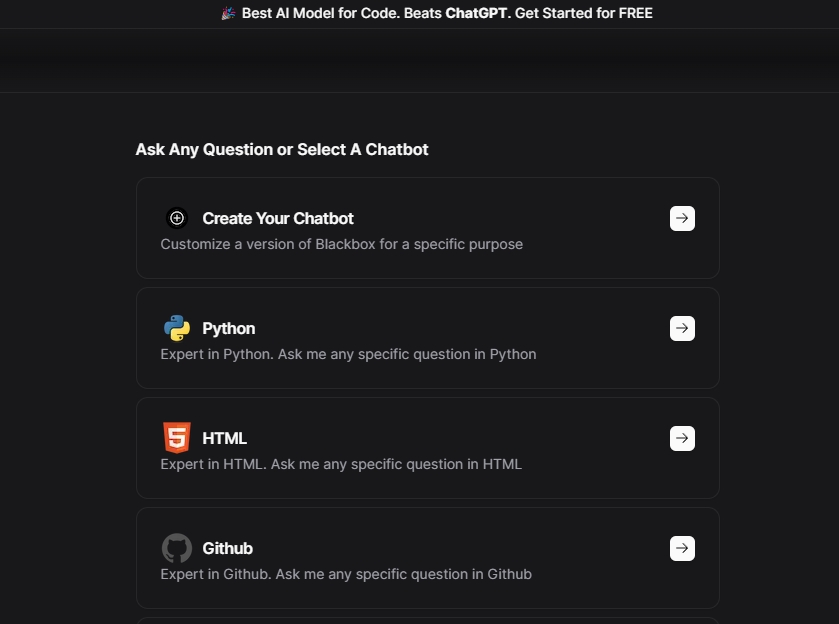 🎉 Best AI Model for Code. Beats ChatGPT. Get Started for FREE
Ask Any Question or Select A Chatbot
Create Your Chatbot
Customize a version of Blackbox for a specific purpose
Python
Expert in Python. Ask me any specific question in Python
HTML
Expert in HTML. Ask me any specific question in HTML
Github
Expert in Github. Ask me any specific question in Github